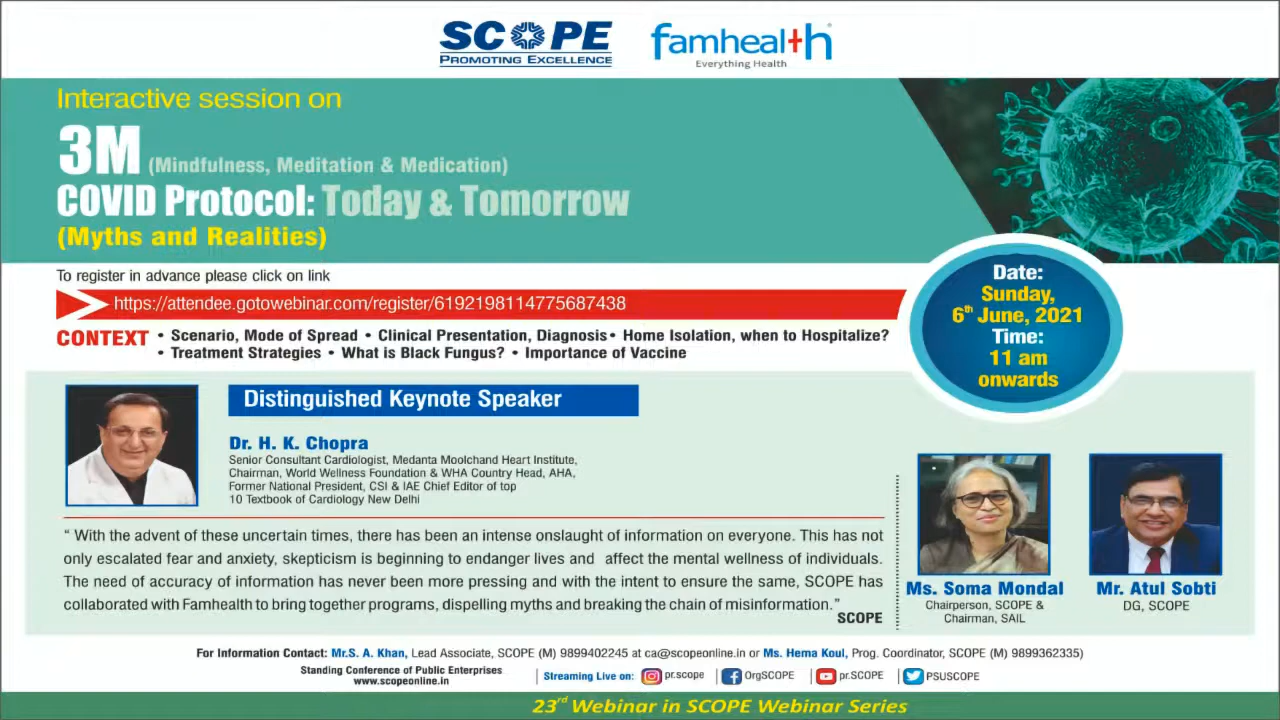 SCOPE
PROMOTING EXCELLENCE
famhealth
Everything Health
Interactive session on
3M (Mindfulness, Meditation & Medication)
COVID Protocol: Today & Tomorrow
(Myths and Realities)
To register in advance please click on link
https://attendee.gotowebinar.com/register/6192198114775687438
CONTEXT • Scenario, Mode of Spread • Clinical Presentation, Diagnosis • Home Isolation, when to Hospitalize?
• Treatment Strategies • What is Black Fungus? • Importance of Vaccine
Date:
Sunday,
6th June, 2021
Time:
11 am
onwards
Distinguished Keynote Speaker
Dr. H. K. Chopra
Senior Consultant Cardiologist, Medanta Moolchand Heart Institute,
Chairman, World Wellness Foundation & WHA Country Head, AHA,
Former National President, CSI & IAE Chief Editor of top
10 Textbook of Cardiology New Delhi
“ With the advent of these uncertain times, there has been an intense onslaught of information on everyone. This has not
only escalated fear and anxiety, skepticism is beginning to endanger lives and affect the mental wellness of individuals.
The need of accuracy of information has never been more pressing and with the intent to ensure the same, SCOPE has
collaborated with Famhealth to bring together programs, dispelling myths and breaking the chain of misinformation.”
SCOPE
Ms. Soma Mondal
Chairperson, SCOPE &
Chairman, SAIL
Mr. Atul Sobti
DG, SCOPE
For Information Contact: Mr.S. A. Khan, Lead Associate, SCOPE (M) 9899402245 at ca@scopeonline.in or Ms. Hema Koul, Prog. Coordinator, SCOPE (M) 9899362335)
Standing Conference of Public Enterprises
www.scopeonline.in
Streaming Live on: pr.scope | OrgSCOPE | pr.SCOPE | PSUSCOPE
23rd Webinar in SCOPE Webinar Series